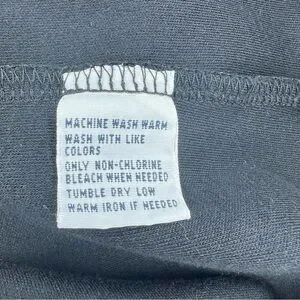 MACHINE WASH WARM
WASH WITH LIKE
COLORS
ONLY NON-CHLORINE
BLEACH WHEN NEEDED
TUMBLE DRY LOW
WARM IRON IF NEEDED